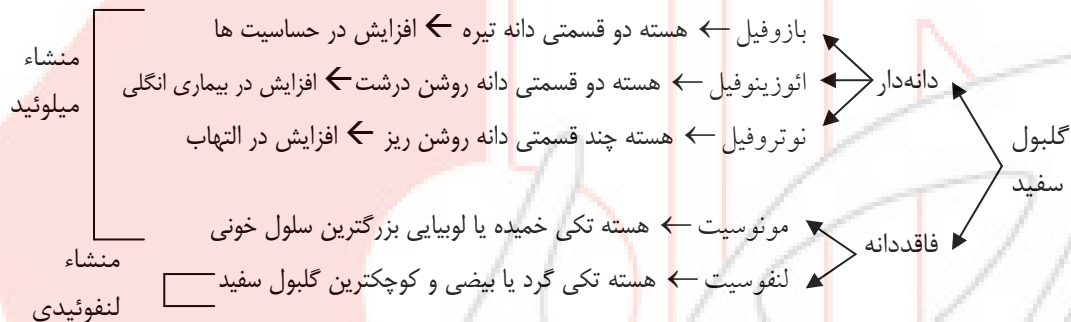 بازوفیل ← هسته دو قسمتی دانه تیره ← افزایش در حساسیت ها
دانه‌دار
ائوزینوفیل ← هسته دو قسمتی دانه روشن درشت ← افزایش در بیماری انگلی
نوتروفیل ← هسته چند قسمتی دانه روشن ریز ← افزایش در التهاب
منشاء
میلوئید
گلبول
سفید
فاقددانه
مونوسیت ← هسته تکی خمیده یا لوبیایی بزرگترین سلول خونی
لنفوسیت ← هسته تکی گرد یا بیضی و کوچکترین گلبول سفید
منشاء
لنفوئیدی